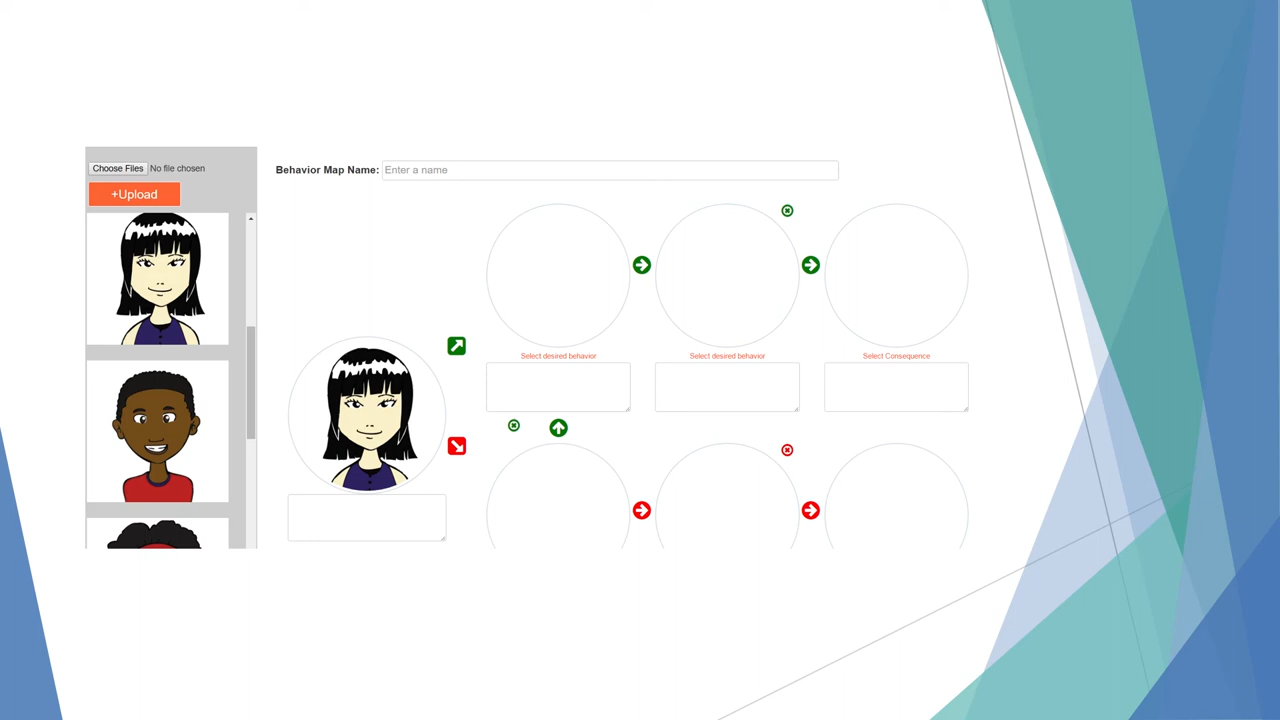 Choose Files No file chosen
+Upload
Behavior Map Name: Enter a name
Select desired behavior
Select desired behavior
Select Consequence